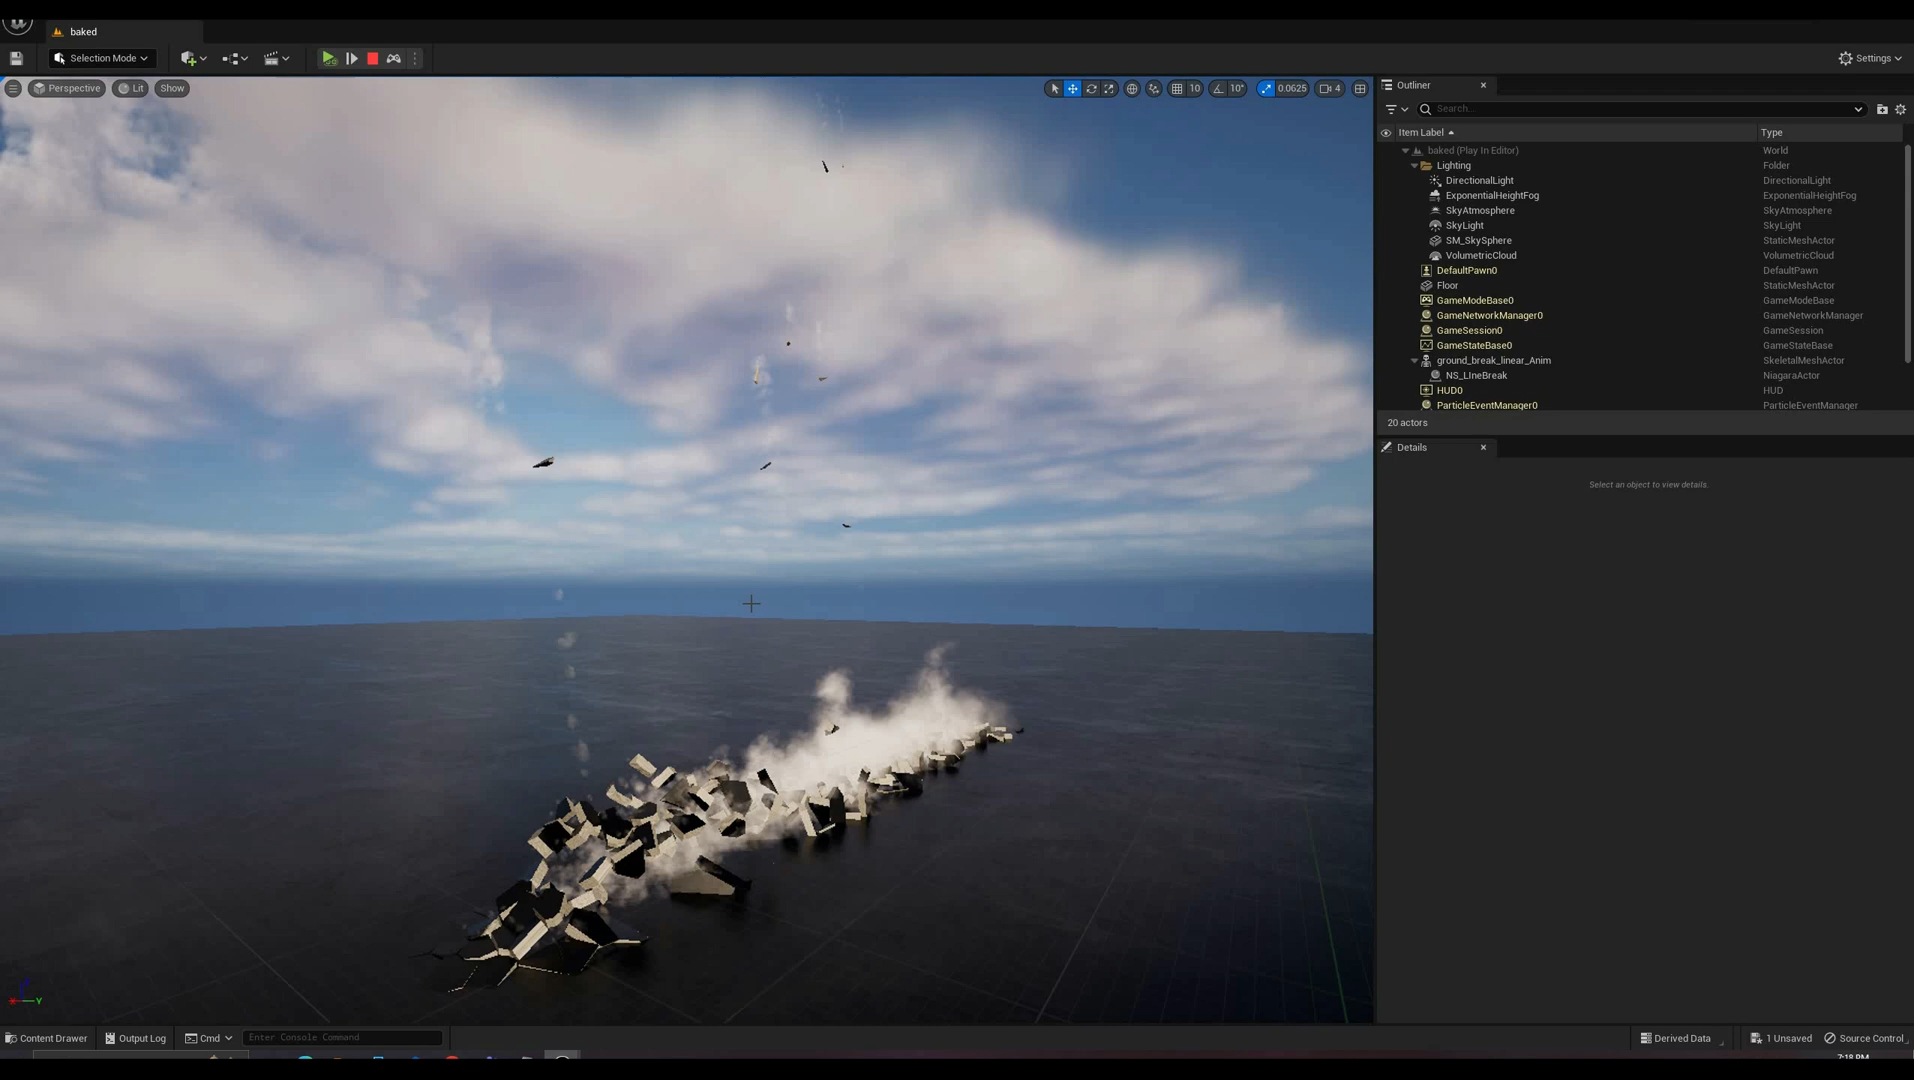 baked
Selection Mode
Settings
Perspective
Lit
Show
10
10°
0.0625
4
Outliner
Search...
Item Label
Type
baked (Play In Editor)
World
Lighting
Folder
DirectionalLight
DirectionalLight
ExponentialHeightFog
ExponentialHeightFog
SkyAtmosphere
SkyAtmosphere
SkyLight
SkyLight
SM_SkySphere
StaticMeshActor
VolumetricCloud
VolumetricCloud
DefaultPawn0
DefaultPawn
Floor
StaticMeshActor
GameModeBase0
GameModeBase
GameNetworkManager0
GameNetworkManager
GameSession0
GameSession
GameStateBase0
GameStateBase
ground_break_linear_Anim
SkeletalMeshActor
NS_LIneBreak
NiagaraActor
HUD0
HUD
ParticleEventManager0
ParticleEventManager
20 actors
Details
Select an object to view details.
Y
Content Drawer
Output Log
Cmd
Enter Console Command
Derived Data
1 Unsaved
Source Control
7:18 PM